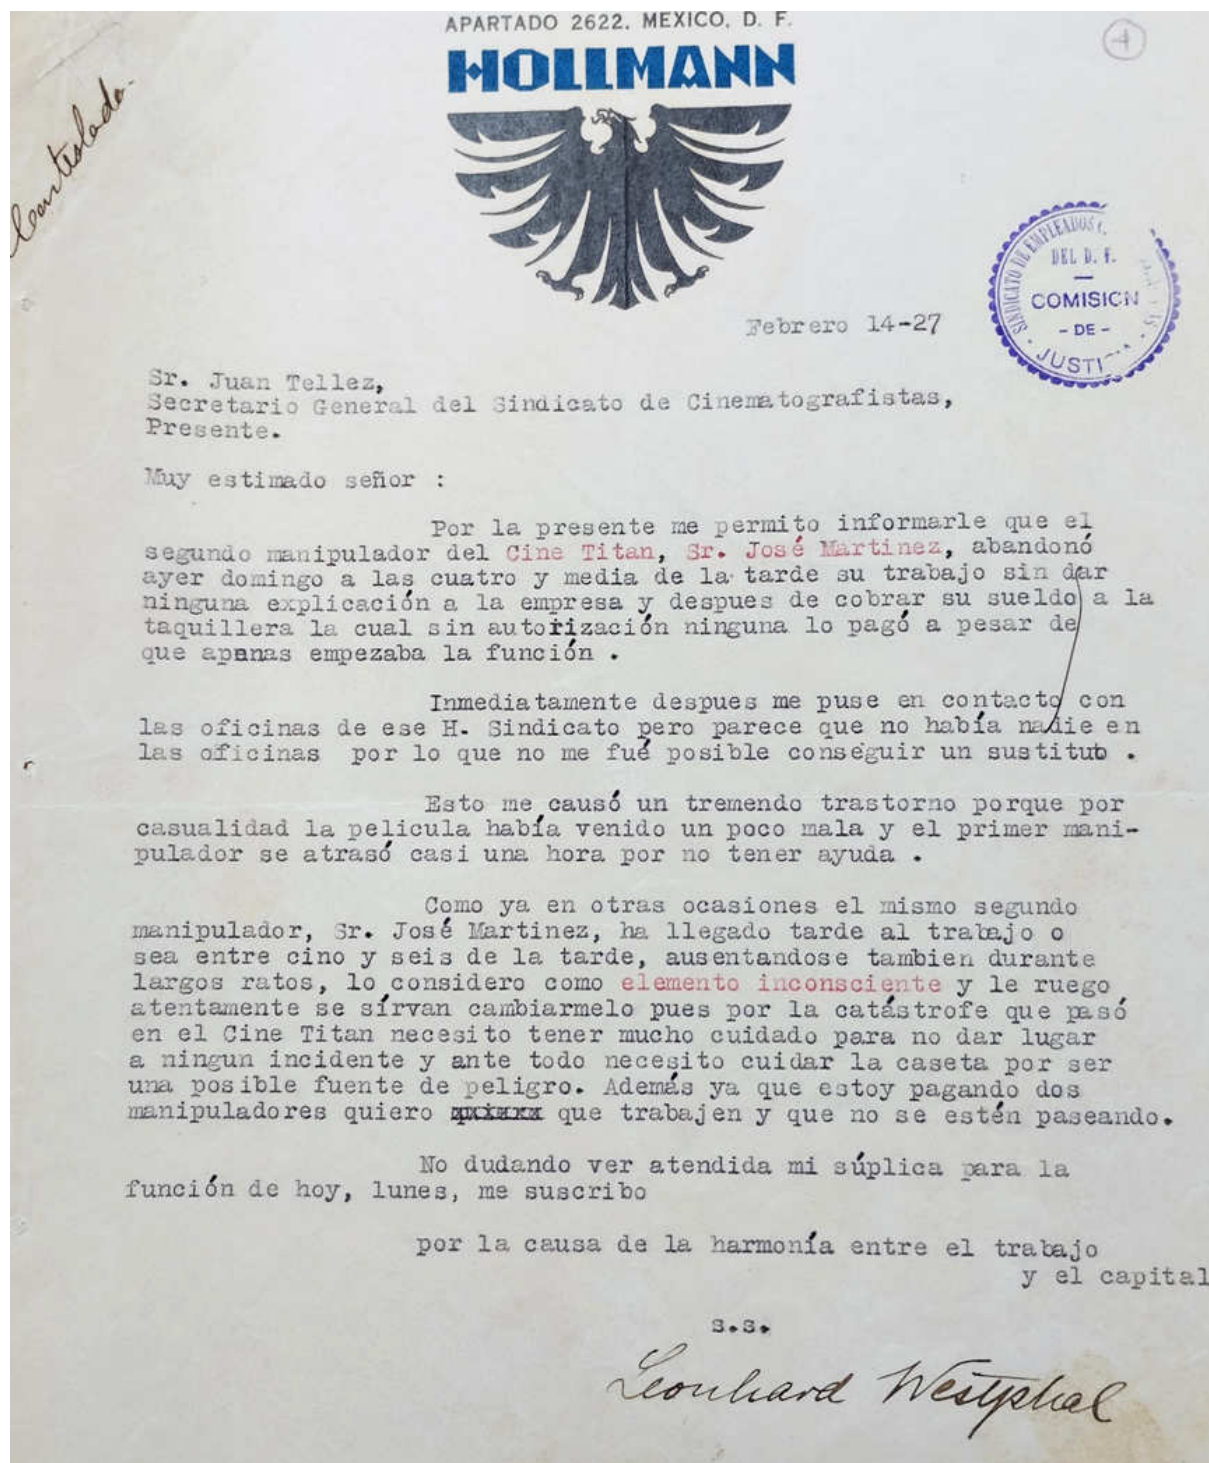 APARTADO 2622. MEXICO, D. F.
HOLLMANN
4
Contestado.
SINDICATO DE EMPLEADOS C
DEL D. F.
COMISION
- DE -
JUSTI
Febrero 14-27
Sr. Juan Tellez,
Secretario General del Sindicato de Cinematografistas,
Presente.
Muy estimado señor :
Por la presente me permito informarle que el
segundo manipulador del Cine Titan, Sr. José Martinez, abandonó
ayer domingo a las cuatro y media de la tarde su trabajo sin dar
ninguna explicación a la empresa y despues de cobrar su sueldo a la
taquillera la cual sin autorización ninguna lo pagó a pesar de
que apenas empezaba la función .
Inmediatamente despues me puse en contacto con
las oficinas de ese H. Sindicato pero parece que no había nadie en
las oficinas por lo que no me fué posible conseguir un sustituto .
Esto me causó un tremendo trastorno porque por
casualidad la pelicula había venido un poco mala y el primer mani-
pulador se atrasó casi una hora por no tener ayuda .
Como ya en otras ocasiones el mismo segundo
manipulador, Sr. José Martinez, ha llegado tarde al trabajo o
sea entre cino y seis de la tarde, ausentandose tambien durante
largos ratos, lo considero como elemento inconsciente y le ruego
atentamente se sírvan cambiarmelo pues por la catástrofe que pasó
en el Cine Titan necesito tener mucho cuidado para no dar lugar
a ningun incidente y ante todo necesito cuidar la caseta por ser
una posible fuente de peligro. Además ya que estoy pagando dos
manipuladores quiero que trabajen y que no se estén paseando.
No dudando ver atendida mi súplica para la
función de hoy, lunes, me suscribo
por la causa de la harmonía entre el trabajo
y el capital
s.s.
Leonhard Westphal